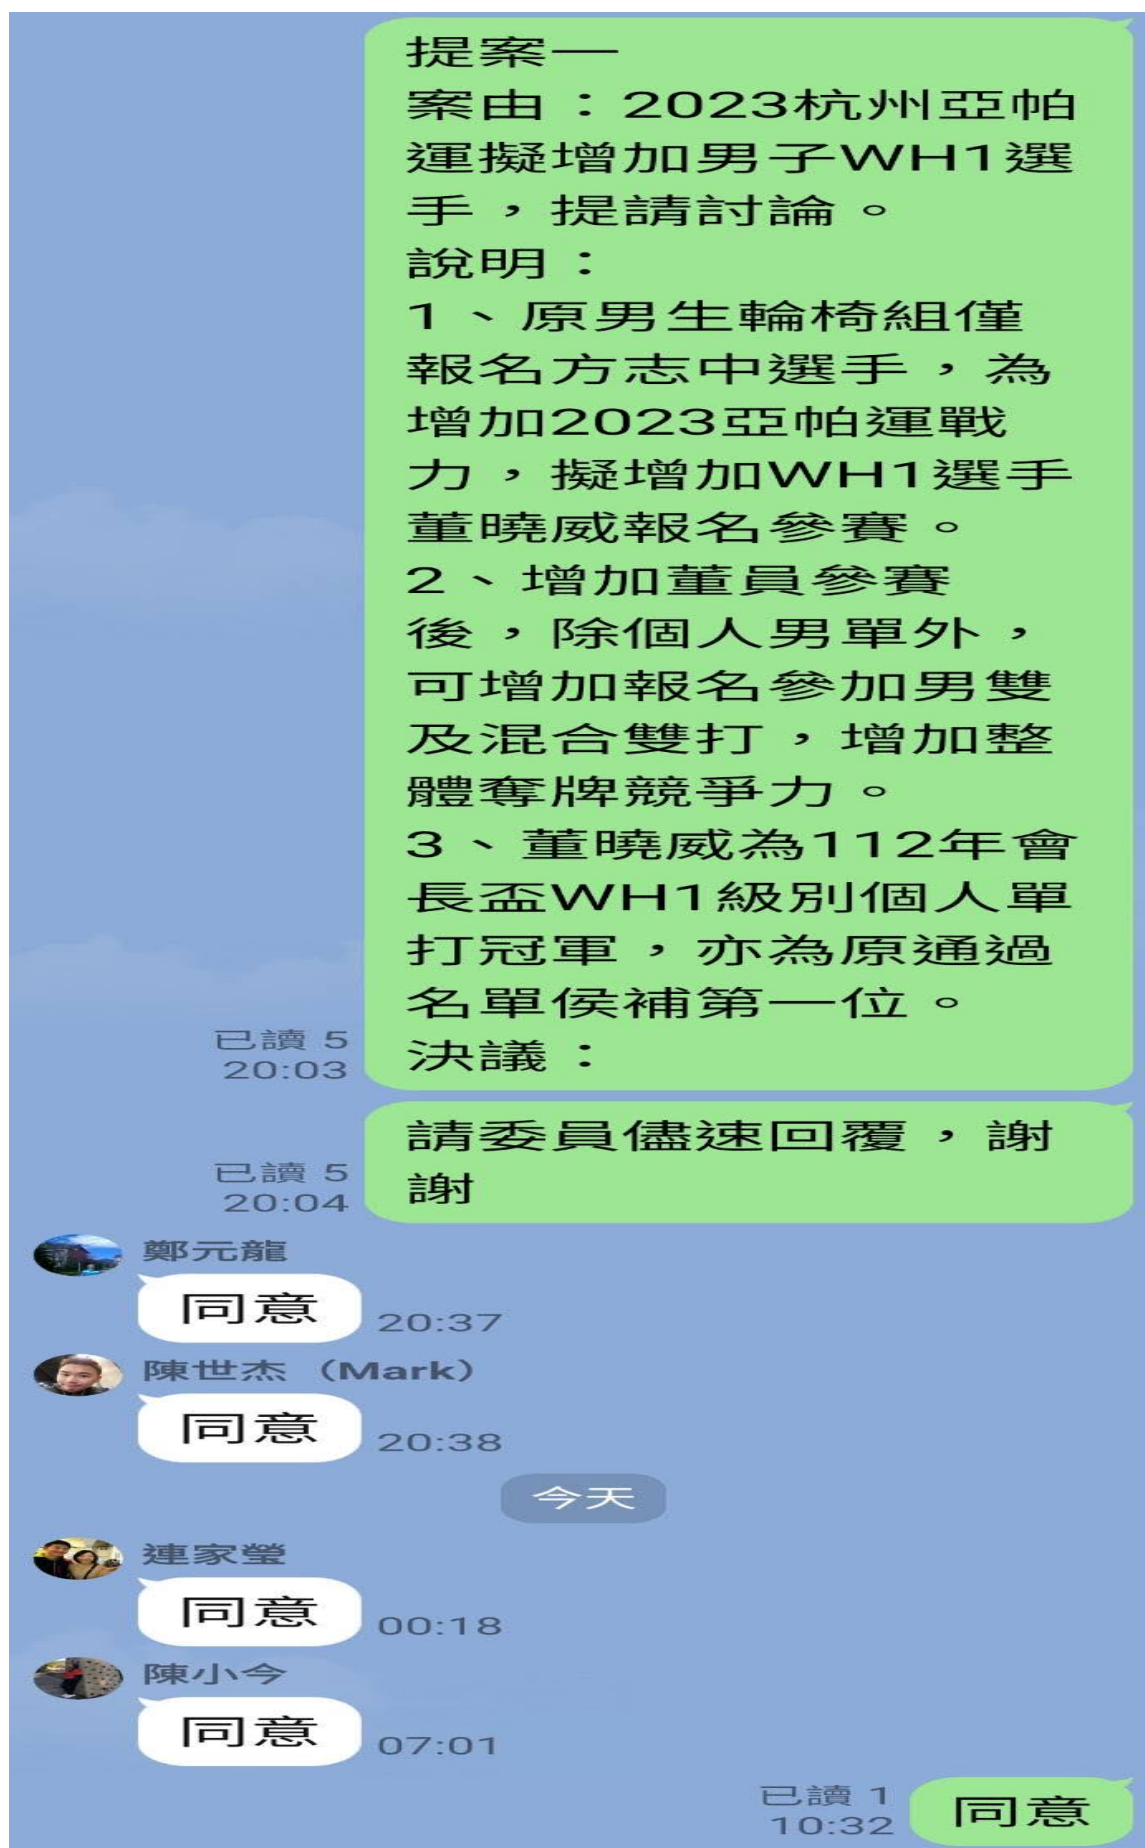 提案一
案由：2023杭州亞帕
運擬增加男子WH1選
手，提請討論。
說明：
1、原男生輪椅組僅
報名方志中選手，為
增加2023亞帕運戰
力，擬增加WH1選手
董曉威報名參賽。
2、增加董員參賽
後，除個人男單外，
可增加報名參加男雙
及混合雙打，增加整
體奪牌競爭力。
3、董曉威為112年會
長盃WH1級別個人單
打冠軍，亦為原通過
名單侯補第一位。
決議：
已讀 5
20:03
請委員儘速回覆，謝
謝
已讀 5
20:04
鄭元龍
同意
20:37
陳世杰（Mark）
同意
20:38
今天
連家瑩
同意
00:18
陳小今
同意
07:01
已讀 1
10:32
同意